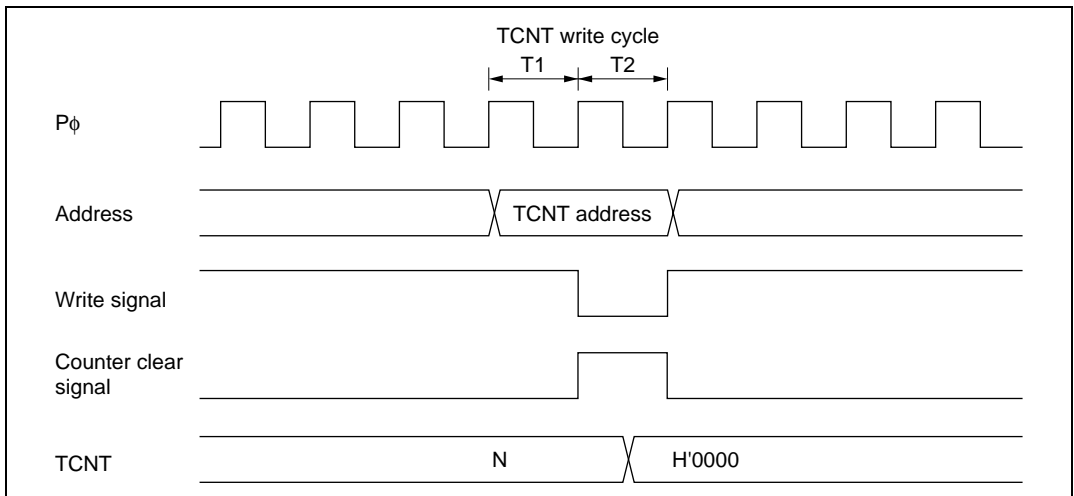 TCNT write cycle
T1 T2
Pϕ
Address
TCNT address
Write signal
Counter clear
signal
TCNT
N
H'0000